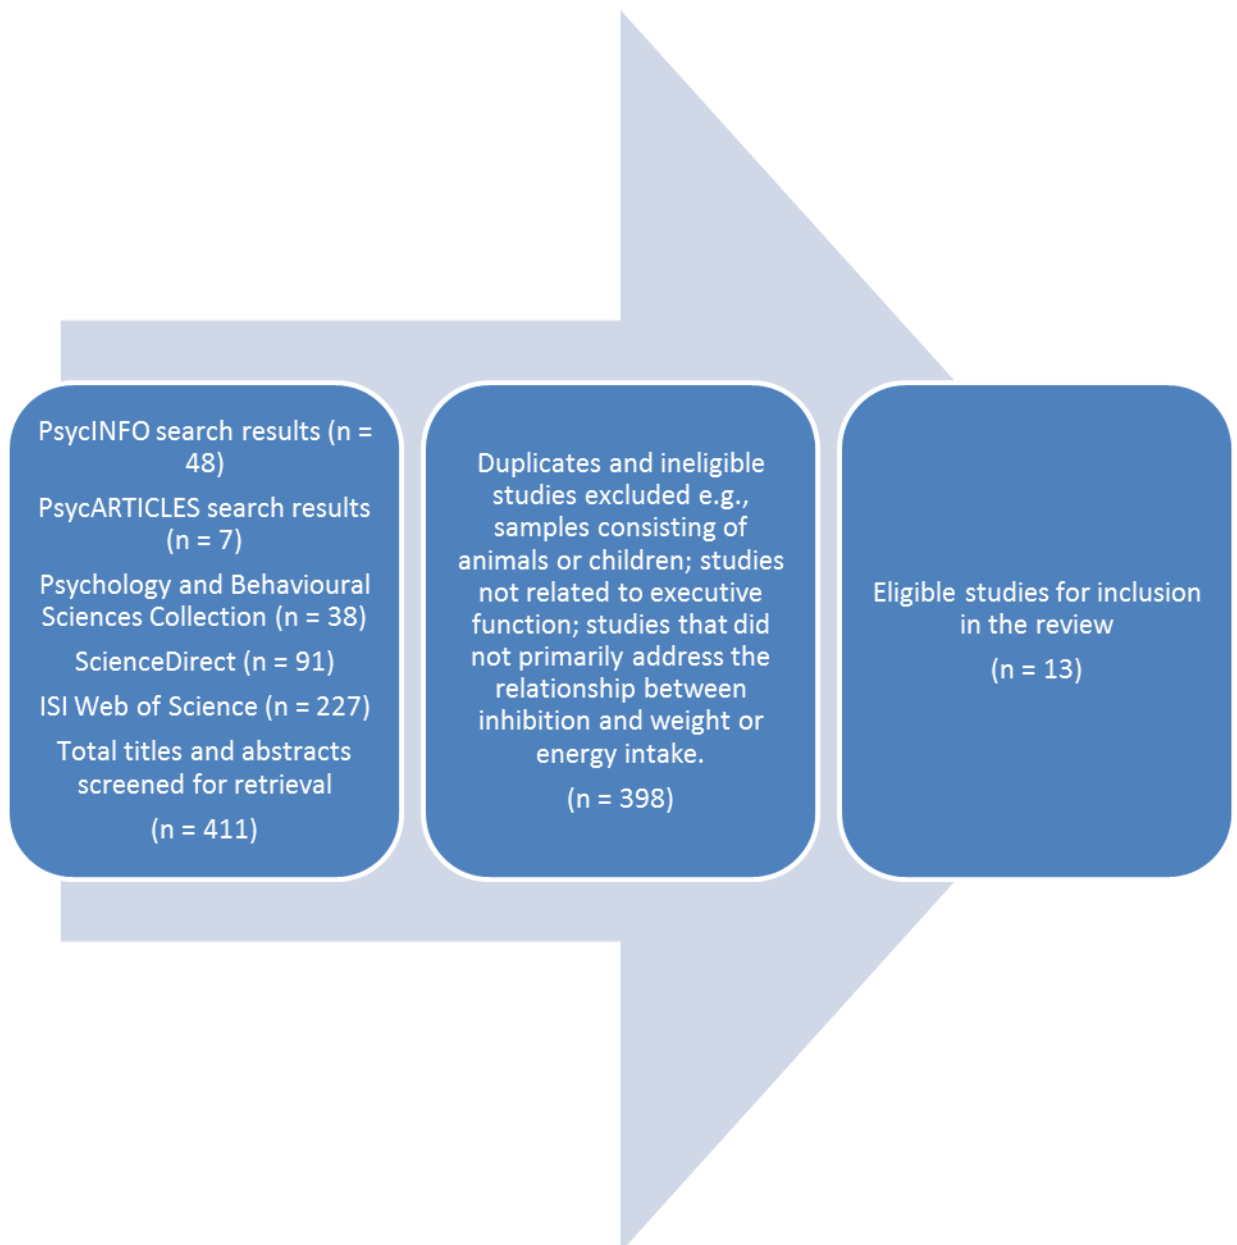 PsycINFO search results (n =
48)
PsycARTICLES search results
(n = 7)
Psychology and Behavioural
Sciences Collection (n = 38)
ScienceDirect (n = 91)
ISI Web of Science (n = 227)
Total titles and abstracts
screened for retrieval
(n = 411)
Duplicates and ineligible
studies excluded e.g.,
samples consisting of
animals or children; studies
not related to executive
function; studies that did
not primarily address the
relationship between
inhibition and weight or
energy intake.
(n = 398)
Eligible studies for inclusion
in the review
(n = 13)